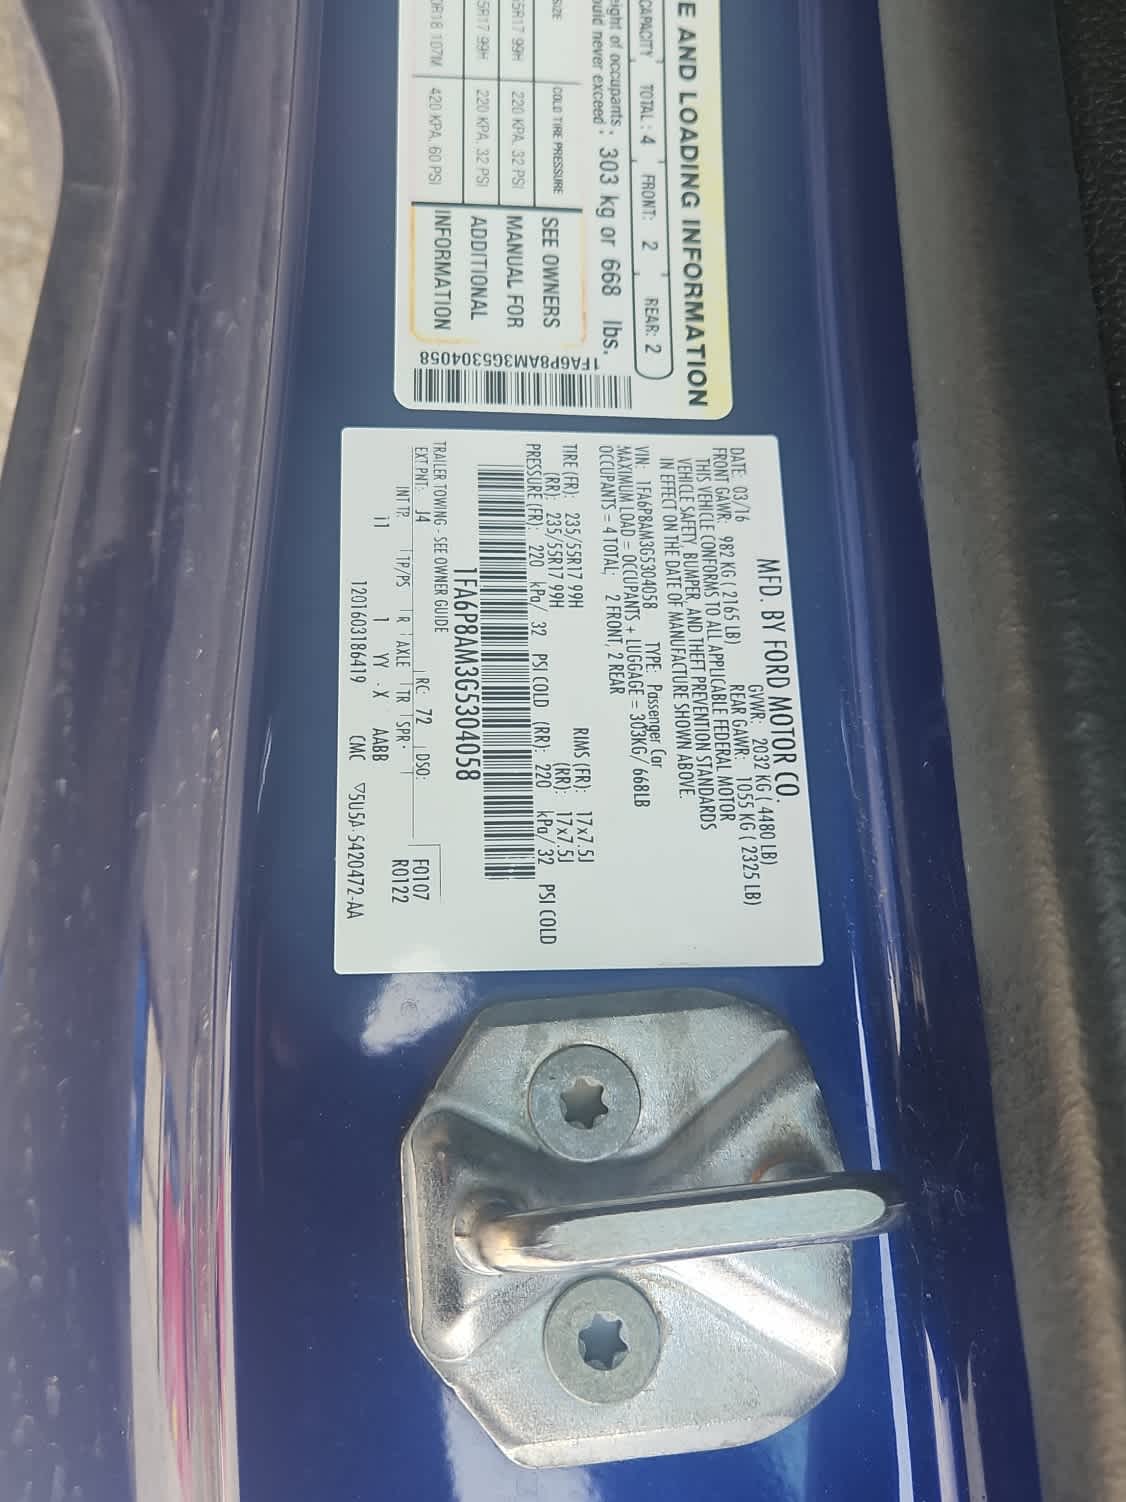 E AND LOADING INFORMATION
CAPACITY TOTAL: 4 FRONT: 2 REAR: 2
eight of occupants
ould never exceed: 303 kg or 668 lbs.
SIZE COLD TIRE PRESSURE
5R17 99H 220 KPA, 32 PSI
5R17 99H 220 KPA, 32 PSI
0R18 107M 420 KPA, 60 PSI
SEE OWNERS
MANUAL FOR
ADDITIONAL
INFORMATION
1FA6P8AM3G5304058
MFD. BY FORD MOTOR CO.
DATE: 03/16 GVWR: 2032 KG ( 4480 LB)
FRONT GAWR: 982 KG ( 2165 LB) REAR GAWR: 1055 KG ( 2325 LB)
THIS VEHICLE CONFORMS TO ALL APPLICABLE FEDERAL MOTOR
VEHICLE SAFETY, BUMPER, AND THEFT PREVENTION STANDARDS
IN EFFECT ON THE DATE OF MANUFACTURE SHOWN ABOVE.
VIN: 1FA6P8AM3G5304058 TYPE: Passenger Car
MAXIMUM LOAD = OCCUPANTS + LUGGAGE = 303KG/ 668LB
OCCUPANTS = 4 TOTAL; 2 FRONT, 2 REAR
TIRE (FR): 235/55R17 99H RIMS (FR): 17x7.5J
(RR): 235/55R17 99H (RR): 17x7.5J
PRESSURE (FR): 220 kPa/ 32 PSI COLD (RR): 220 kPa/ 32 PSI COLD
1FA6P8AM3G5304058
TRAILER TOWING - SEE OWNER GUIDE F0107
EXT PNT: J4 RC: 72 DSO: R0122
INT TR TP/PS R AXLE TR SPR
i1 1 YY X AABB
1201603186419 CMC ▽5U5A-5420472-AA